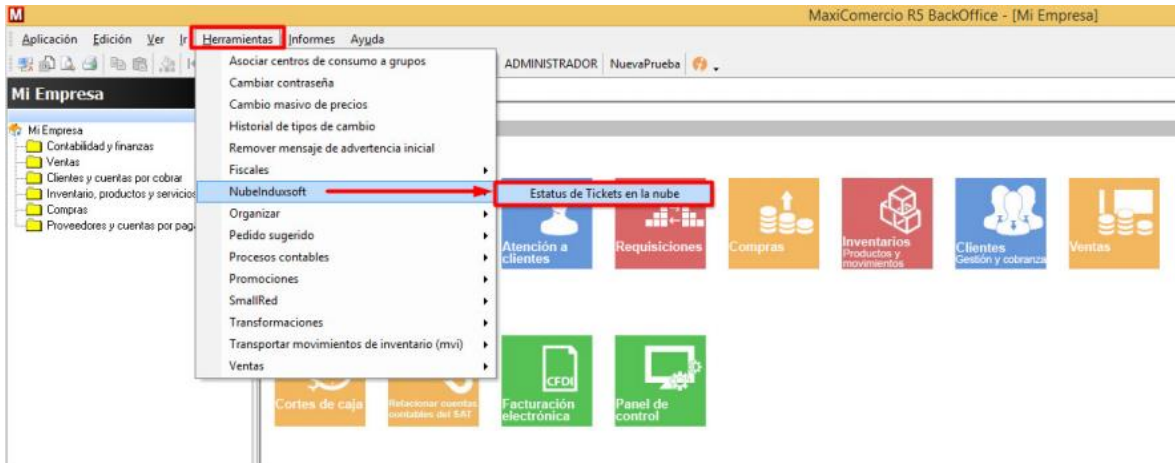 MaxiComercio R5 BackOffice - [Mi Empresa]
Aplicación Edición Ver Ir Herramientas Informes Ayuda
ADMINISTRADOR NuevaPrueba
Mi Empresa
Mi Empresa
Contabilidad y finanzas
Ventas
Clientes y cuentas por cobrar
Inventario, productos y servicios
Compras
Proveedores y cuentas por pag
Asociar centros de consumo a grupos
Cambiar contraseña
Cambio masivo de precios
Historial de tipos de cambio
Remover mensaje de advertencia inicial
Fiscales
NubeInduxsoft
Organizar
Pedido sugerido
Procesos contables
Promociones
SmallRed
Transformaciones
Transportar movimientos de inventario (mvi)
Ventas
Estatus de Tickets en la nube
Atención a
clientes
Requisiciones
Compras
Inventarios
Productos y
movimientos
Clientes
Gestión y cobranza
Ventas
Cortes de caja
Relacionar cuentas
contables del SAT
CFDI
Facturación
electrónica
Panel de
control